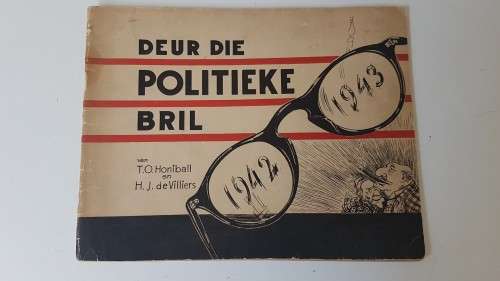 DEUR DIE
POLITIEKE
BRIL
van
T.O. Honiball
en
H. J. de Villiers
1942
1943